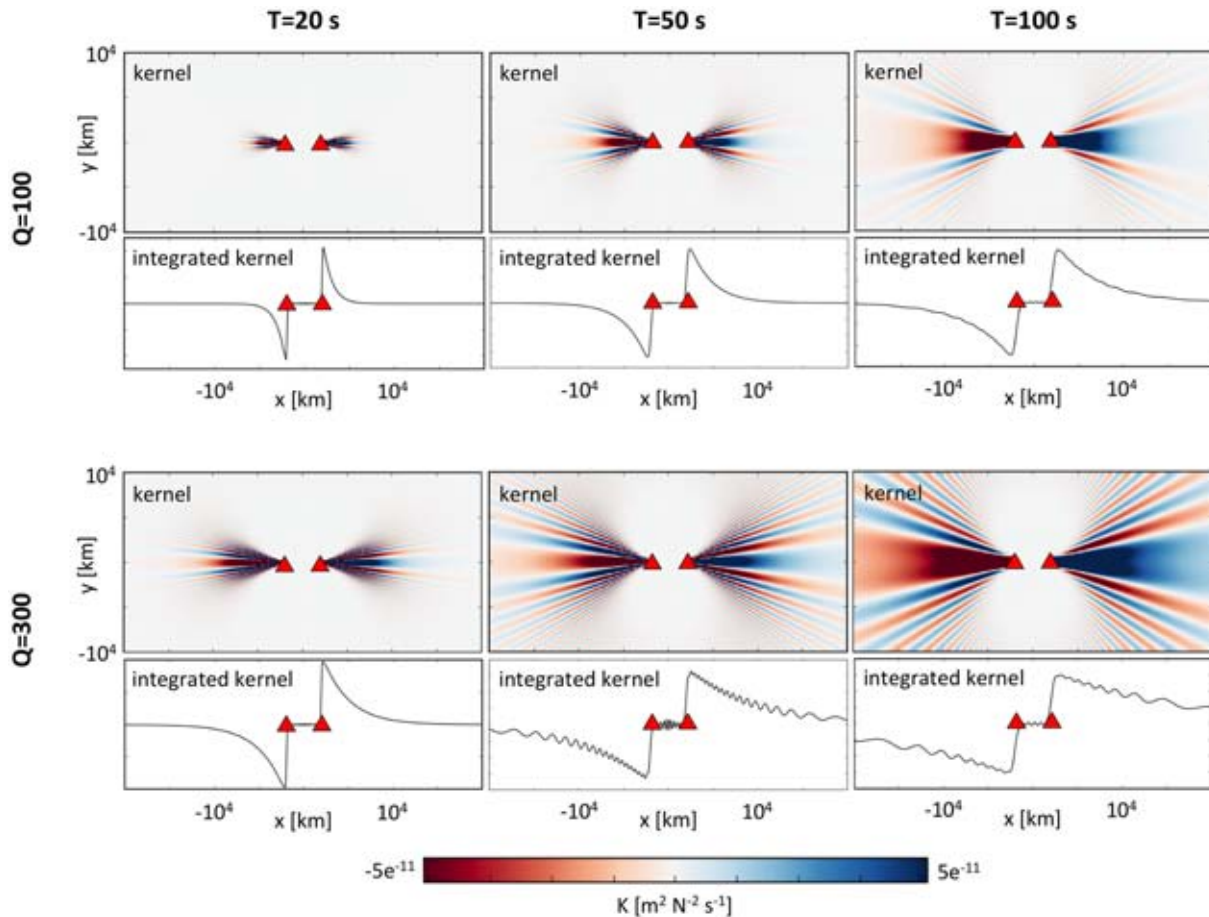 T=20 s T=50 s T=100 s
Q=100
10⁴
y [km]
-10⁴
kernel kernel kernel
integrated kernel integrated kernel integrated kernel
-10⁴ 10⁴ -10⁴ 10⁴ -10⁴ 10⁴
x [km] x [km] x [km]
Q=300
10⁴
y [km]
-10⁴
kernel kernel kernel
integrated kernel integrated kernel integrated kernel
-10⁴ 10⁴ -10⁴ 10⁴ -10⁴ 10⁴
x [km] x [km] x [km]
-5e⁻¹¹ 5e⁻¹¹
K [m² N⁻² s⁻¹]